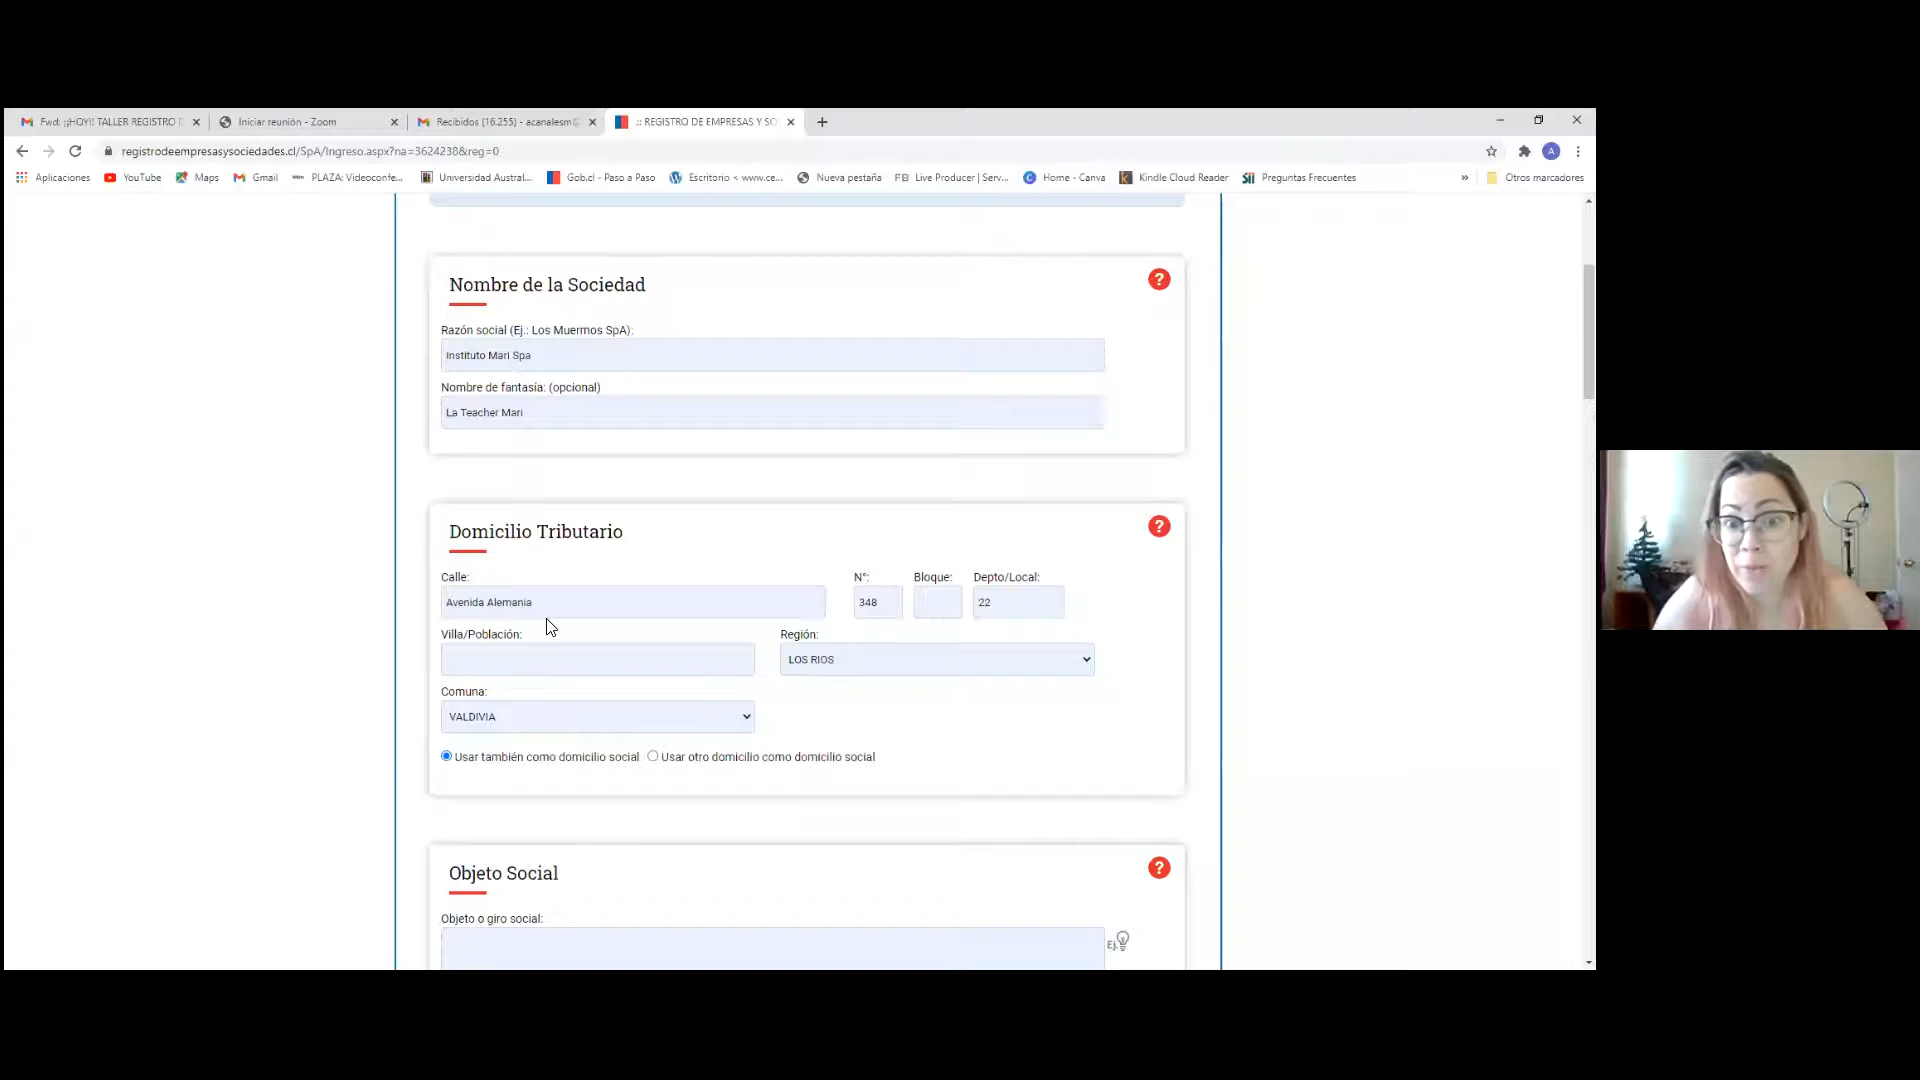 Fwd: ¡¡HOY!! TALLER REGISTRO D
Iniciar reunión - Zoom
Recibidos (16.255) - acanalesm@
.:: REGISTRO DE EMPRESAS Y SO
registrodeempresasysociedades.cl/SpA/Ingreso.aspx?na=3624238&reg=0
A
Aplicaciones
YouTube
Maps
Gmail
PLAZA: Videoconfe...
Universidad Austral...
Gob.cl - Paso a Paso
Escritorio < www.ce...
Nueva pestaña
FB Live Producer | Serv...
Home - Canva
Kindle Cloud Reader
Sii Preguntas Frecuentes
»
Otros marcadores
Nombre de la Sociedad
?
Razón social (Ej.: Los Muermos SpA):
Instituto Mari Spa
Nombre de fantasía: (opcional)
La Teacher Mari
Domicilio Tributario
?
Calle: N°: Bloque: Depto/Local:
Avenida Alemania 348 22
Villa/Población: Región:
LOS RIOS
Comuna:
VALDIVIA
Usar también como domicilio social Usar otro domicilio como domicilio social
Objeto Social
?
Objeto o giro social:
Ej.